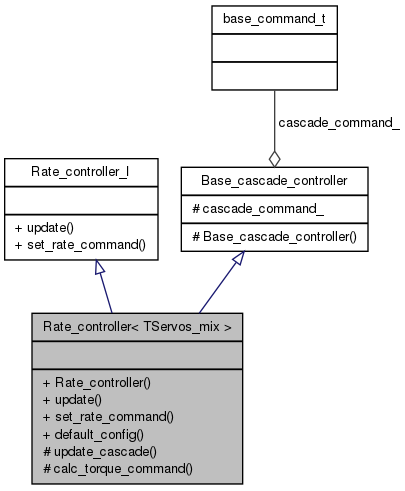 base_command_t
cascade_command_
Rate_controller_I
+ update()
+ set_rate_command()
Base_cascade_controller
# cascade_command_
# Base_cascade_controller()
Rate_controller< TServos_mix >
+ Rate_controller()
+ update()
+ set_rate_command()
+ default_config()
# update_cascade()
# calc_torque_command()